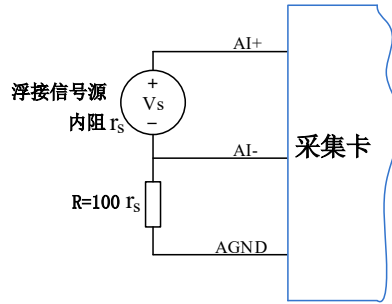 AI+
浮接信号源
内阻 rs
+
Vs
−
AI-
采集卡
R=100 rs
AGND